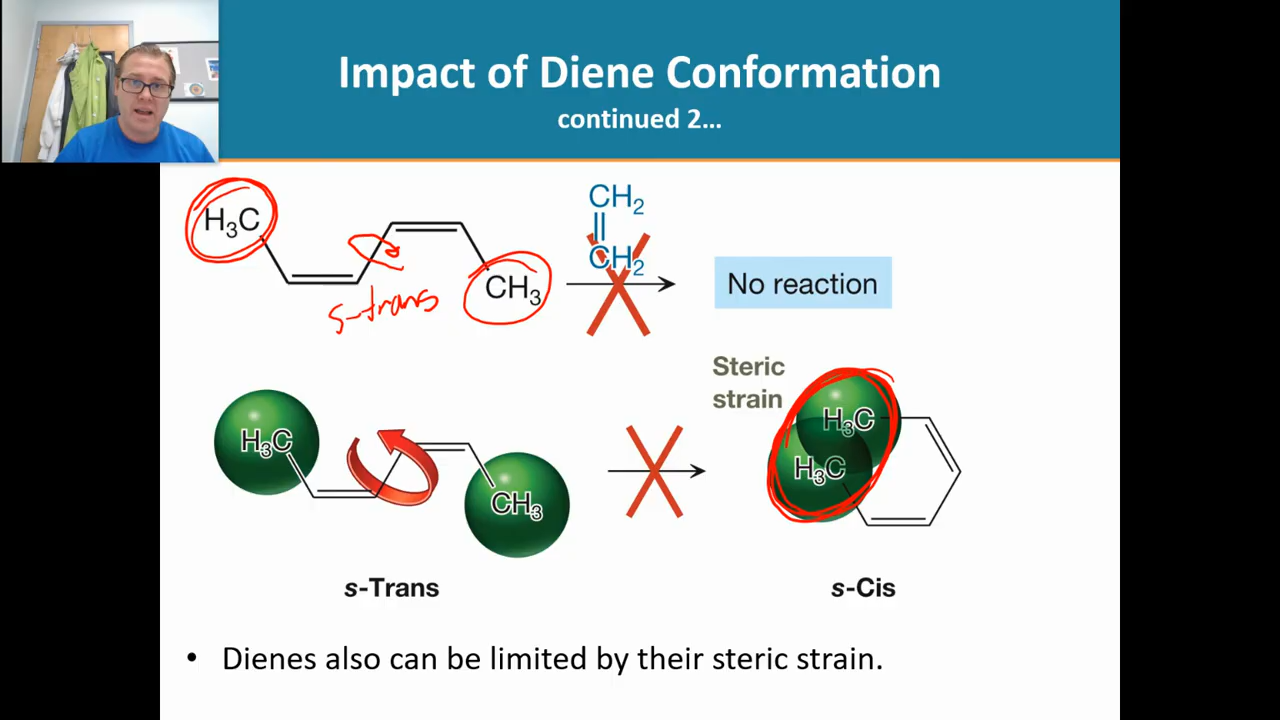 Impact of Diene Conformation
continued 2…
H₃C
CH₂
CH₂
CH₃
s-trans
No reaction
Steric
strain
H₃C
CH₃
H₃C
H₃C
s-Trans
s-Cis
• Dienes also can be limited by their steric strain.